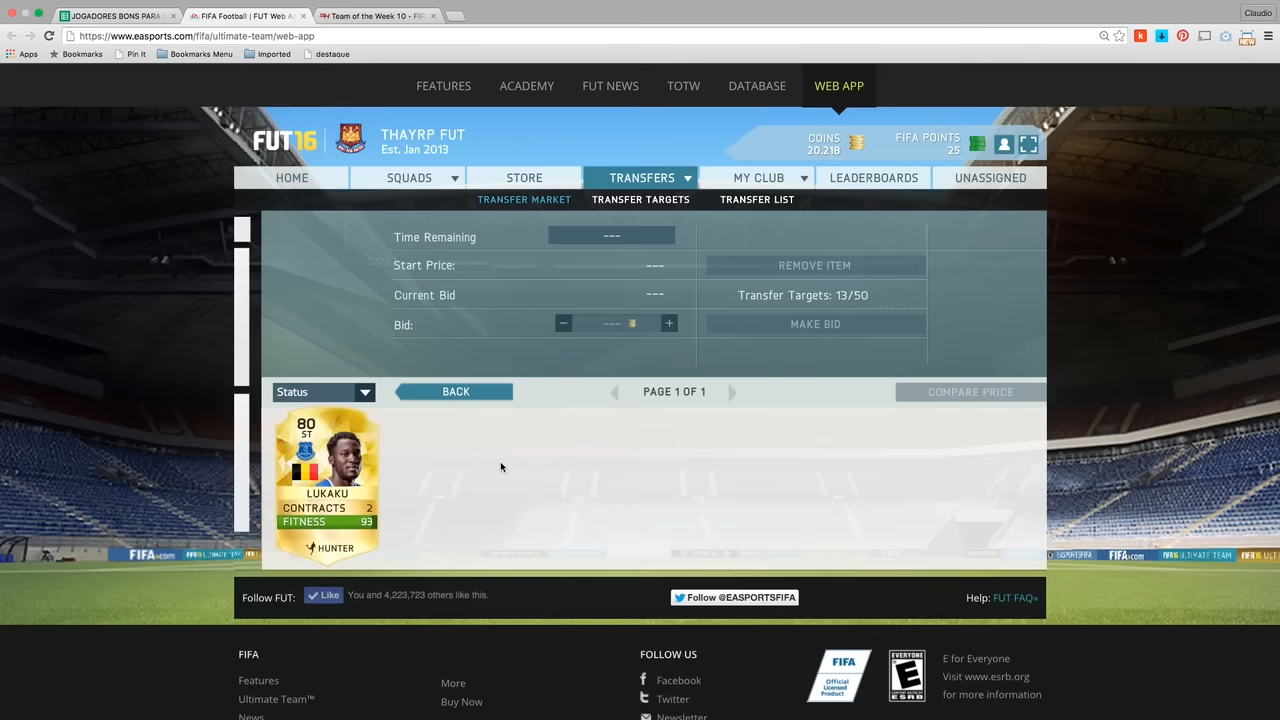 JOGADORES BONS PARA
FIFA Football | FUT Web A
Team of the Week 10 - FIF
Claudio
https://www.easports.com/fifa/ultimate-team/web-app
Apps Bookmarks Pin It Bookmarks Menu Imported destaque
NEW
FEATURES ACADEMY FUT NEWS TOTW DATABASE WEB APP
FUT16
THAYRP FUT
Est. Jan 2013
COINS
20,218
FIFA POINTS
25
HOME SQUADS STORE TRANSFERS MY CLUB LEADERBOARDS UNASSIGNED
TRANSFER MARKET TRANSFER TARGETS TRANSFER LIST
Time Remaining ---
Start Price: --- REMOVE ITEM
Current Bid --- Transfer Targets: 13/50
Bid: − --- + MAKE BID
Status BACK PAGE 1 OF 1 COMPARE PRICE
80
ST
LUKAKU
CONTRACTS 2
FITNESS 93
HUNTER
Follow FUT: Like You and 4,223,723 others like this.
Follow @EASPORTSFIFA
Help: FUT FAQ»
FIFA
Features
Ultimate Team™
News
More
Buy Now
FOLLOW US
Facebook
Twitter
Newsletter
FIFA
Official
Licensed
Product
EVERYONE
E
ESRB
E for Everyone
Visit www.esrb.org
for more information